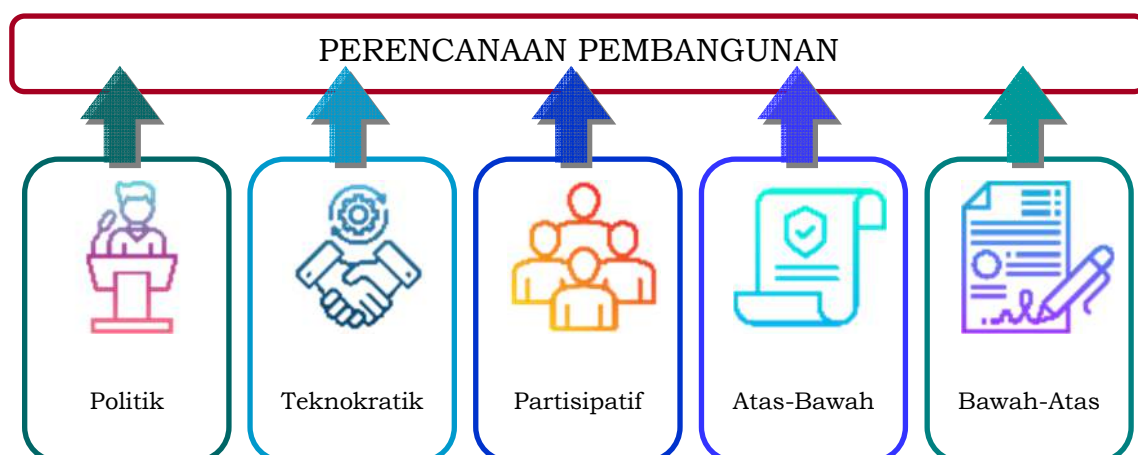 PERENCANAAN PEMBANGUNAN
Politik
Teknokratik
Partisipatif
Atas-Bawah
Bawah-Atas